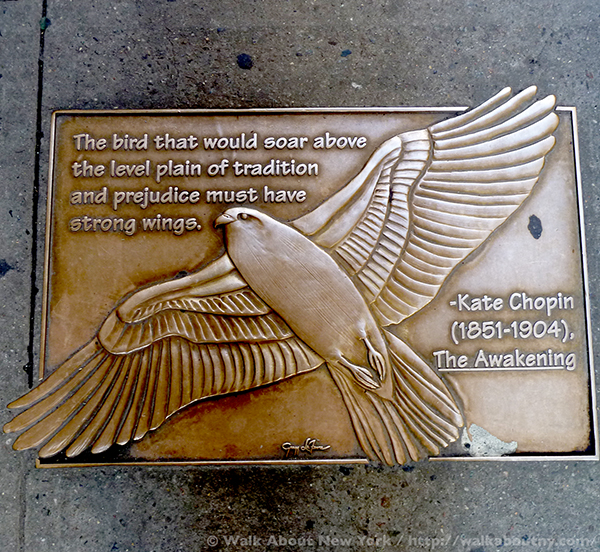 The bird that would soar above
the level plain of tradition
and prejudice must have
strong wings.
-Kate Chopin
(1851-1904),
The Awakening
© Walk About New York / http://walkaboutny.com/